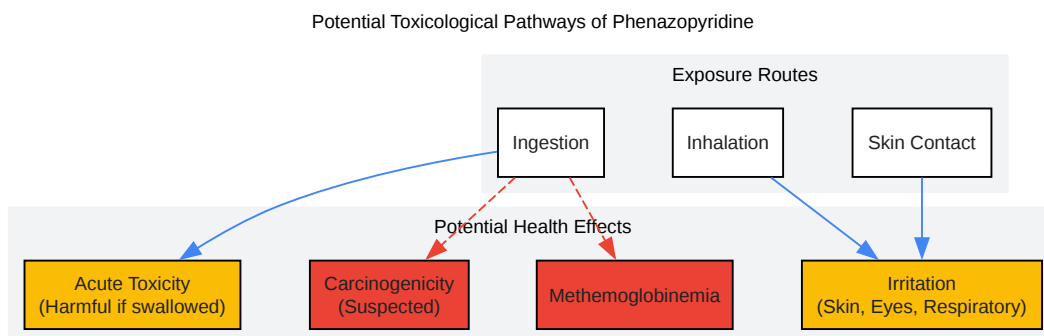 Potential Toxicological Pathways of Phenazopyridine
Exposure Routes
Ingestion
Inhalation
Skin Contact
Potential Health Effects
Acute Toxicity
(Harmful if swallowed)
Carcinogenicity
(Suspected)
Methemoglobinemia
Irritation
(Skin, Eyes, Respiratory)